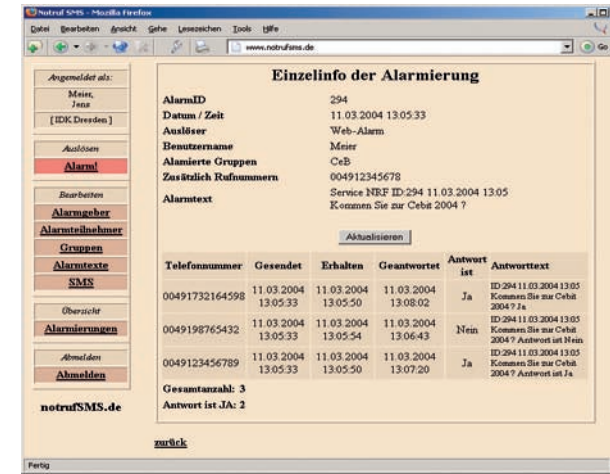 Notruf SMS - Mozilla Firefox
Datei Bearbeiten Ansicht Gehe Lesezeichen Tools Hilfe
www.notrufsms.de
Go
Angemeldet als:
Meier,
Jens
[ IDK Dresden ]
Auslösen
Alarm!
Bearbeiten
Alarmgeber
Alarmteilnehmer
Gruppen
Alarmtexte
SMS
Übersicht
Alarmierungen
Abmelden
Abmelden
notrufSMS.de
Einzelinfo der Alarmierung
AlarmID 294
Datum / Zeit 11.03.2004 13:05:33
Auslöser Web-Alarm
Benutzername Meier
Alamierte Gruppen CeB
Zusätzlich Rufnummern 004912345678
Alarmtext Service NRF ID:294 11.03.2004 13:05
Kommen Sie zur Cebit 2004 ?
Aktualisieren
Telefonnummer Gesendet Erhalten Geantwortet Antwort ist Antworttext
00491732164598 11.03.2004 13:05:33 11.03.2004 13:05:50 11.03.2004 13:08:02 Ja ID:294 11.03.2004 13:05 Kommen Sie zur Cebit 2004 ? Ja
0049198765432 11.03.2004 13:05:33 11.03.2004 13:05:54 11.03.2004 13:06:43 Nein ID:294 11.03.2004 13:05 Kommen Sie zur Cebit 2004 ? Antwort ist Nein
0049123456789 11.03.2004 13:05:33 11.03.2004 13:05:50 11.03.2004 13:07:20 Ja ID:294 11.03.2004 13:05 Kommen Sie zur Cebit 2004 ? Antwort ist Ja
Gesamtanzahl: 3
Antwort ist JA: 2
zurück
Fertig